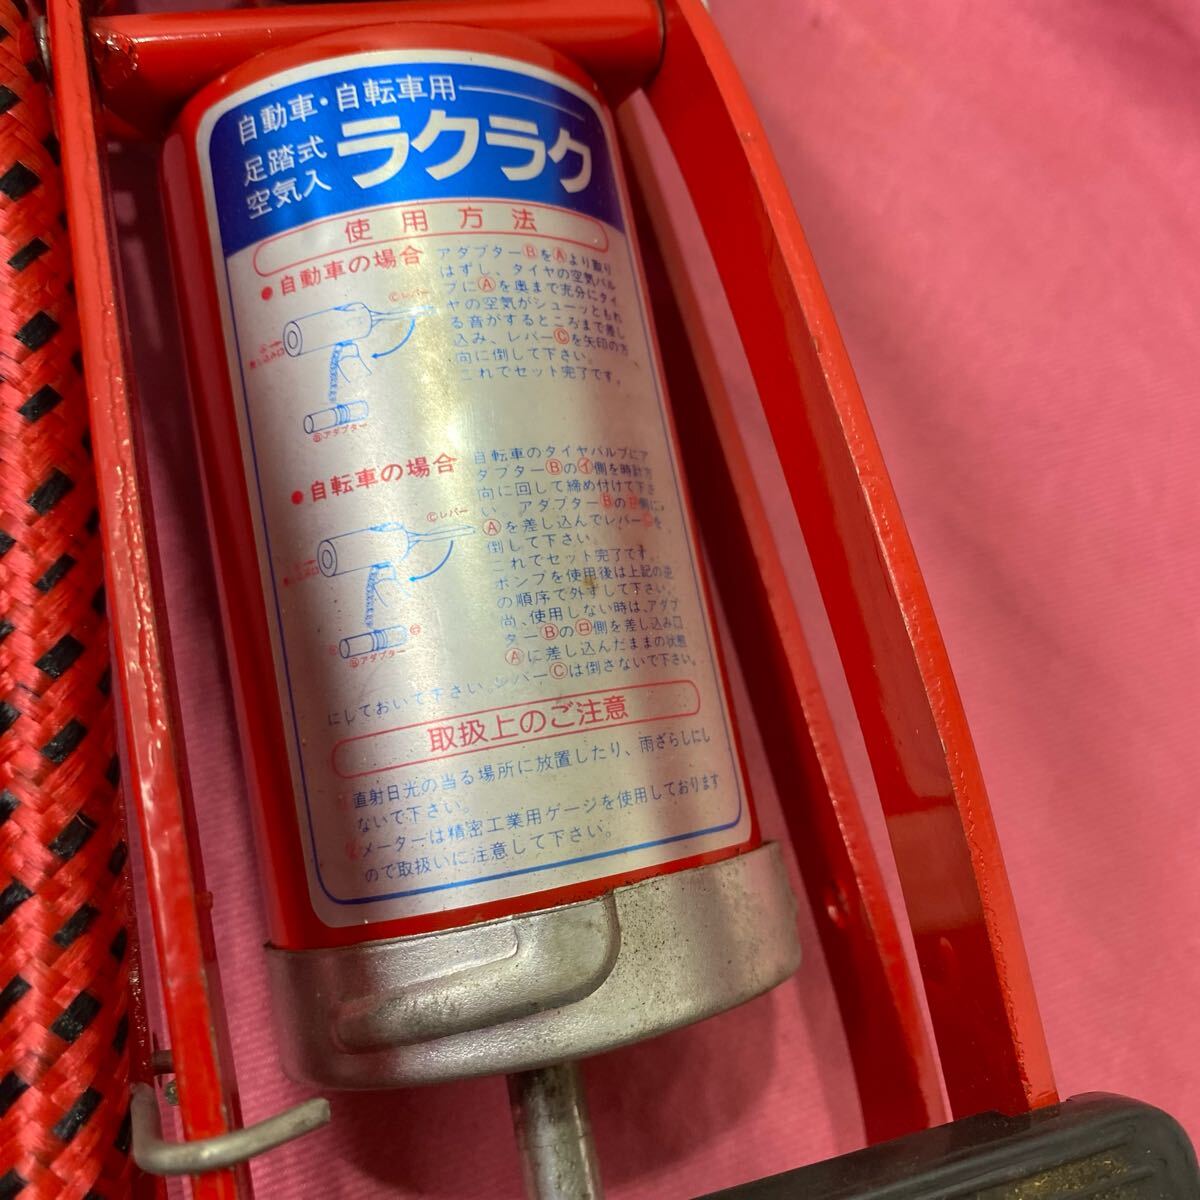 自動車・自転車用
足踏式
空気入
ラクラク
使用方法
●自動車の場合
アダプターⒷをⒶより取り
はずし、タイヤの空気バル
ブにⒶを奥まで充分にタイ
ヤの空気がシューッともれ
る音がするところまで差し
込み、レバーⒸを矢印の方
向に倒して下さい。
これでセット完了です。
Ⓒレバー
差し込み口
Ⓑアダプター
●自転車の場合
自転車のタイヤバルブにア
ダプターⒷの㋑側を時計方
向に回して締め付けて下さ
い。アダプターⒷの㋺側に
Ⓐを差し込んでレバーⒸを
倒して下さい。
これでセット完了です。
ポンプを使用後は上記の逆
の順序で外すして下さい。
尚、使用しない時は、アダプ
ターⒷの㋺側を差し込み口
Ⓐに差し込んだままの状態
にしておいて下さい。レバーⒸは倒さないで下さい。
Ⓒレバー
差し込み口
Ⓑアダプター
取扱上のご注意
直射日光の当る場所に放置したり、雨ざらしにし
ないで下さい。
メーターは精密工業用ゲージを使用しております
ので取扱いに注意して下さい。